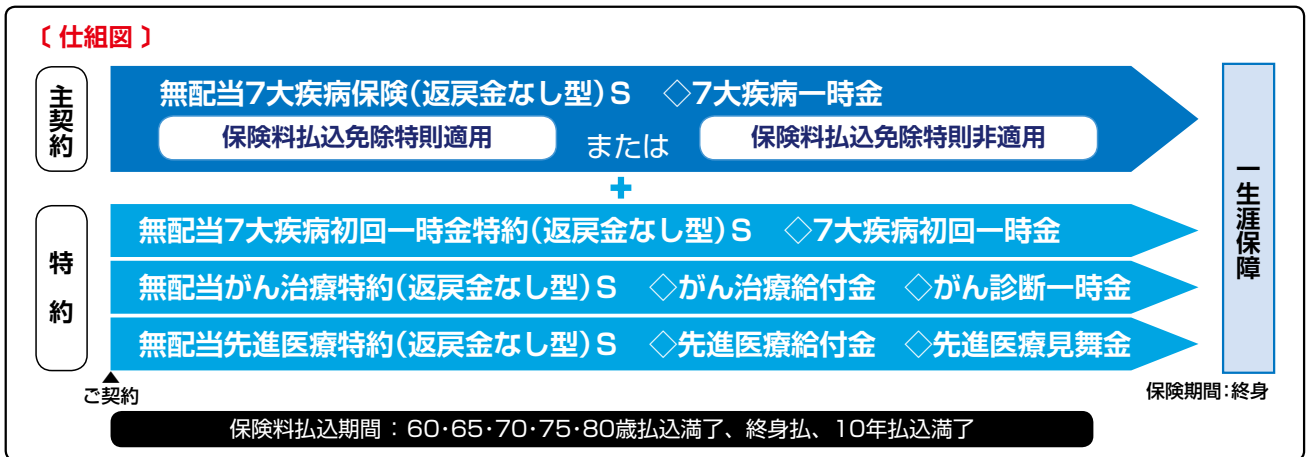 〔 仕組図 〕
主契約
無配当7大疾病保険(返戻金なし型)S ◇7大疾病一時金
保険料払込免除特則適用 または 保険料払込免除特則非適用
+
特約
無配当7大疾病初回一時金特約(返戻金なし型)S ◇7大疾病初回一時金
無配当がん治療特約(返戻金なし型)S ◇がん治療給付金 ◇がん診断一時金
無配当先進医療特約(返戻金なし型)S ◇先進医療給付金 ◇先進医療見舞金
一生涯保障
ご契約
保険期間:終身
保険料払込期間:60・65・70・75・80歳払込満了、終身払、10年払込満了